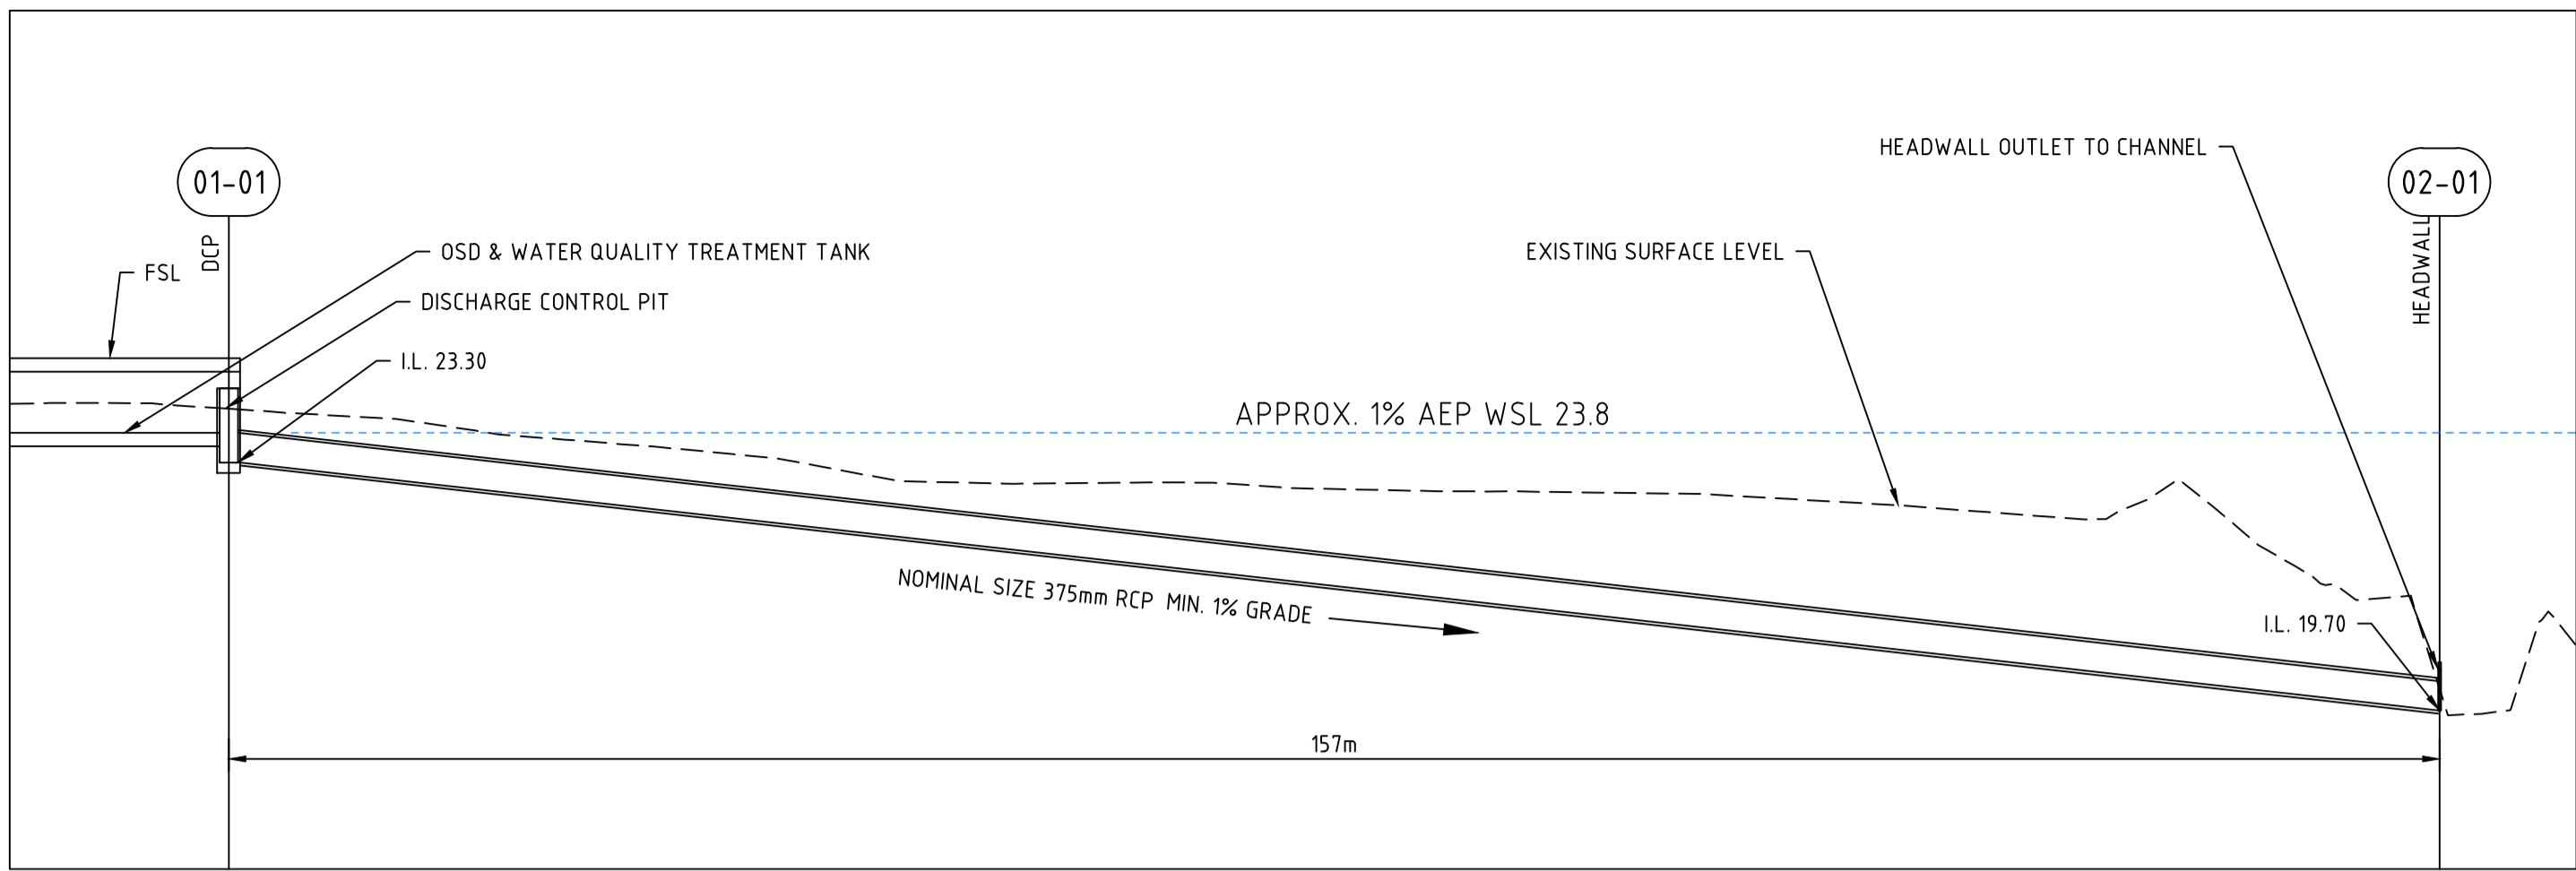 HEADWALL OUTLET TO CHANNEL
01-01
02-01
DCP
HEADWALL
OSD & WATER QUALITY TREATMENT TANK
EXISTING SURFACE LEVEL
FSL
DISCHARGE CONTROL PIT
I.L. 23.30
APPROX. 1% AEP WSL 23.8
NOMINAL SIZE 375mm RCP MIN. 1% GRADE
I.L. 19.70
157m